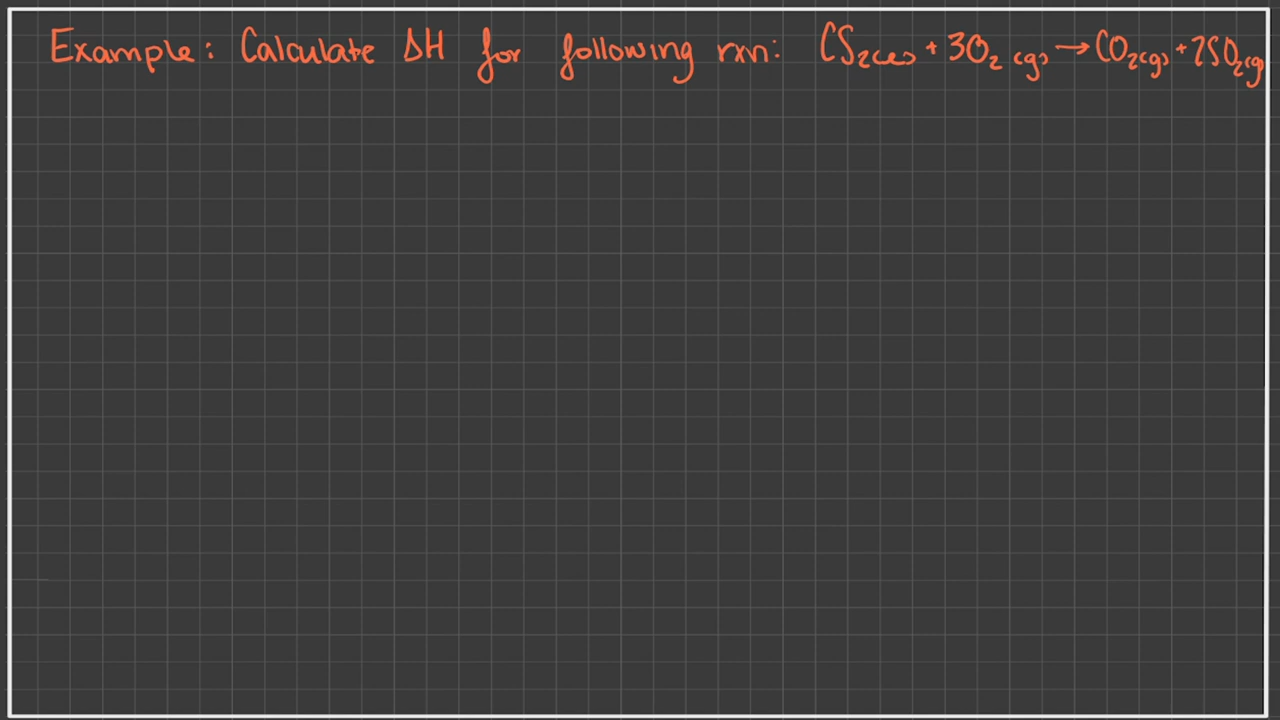 Example: Calculate ΔH for following rxn: CS₂(l) + 3O₂ (g) → CO₂(g) + 2SO₂(g)